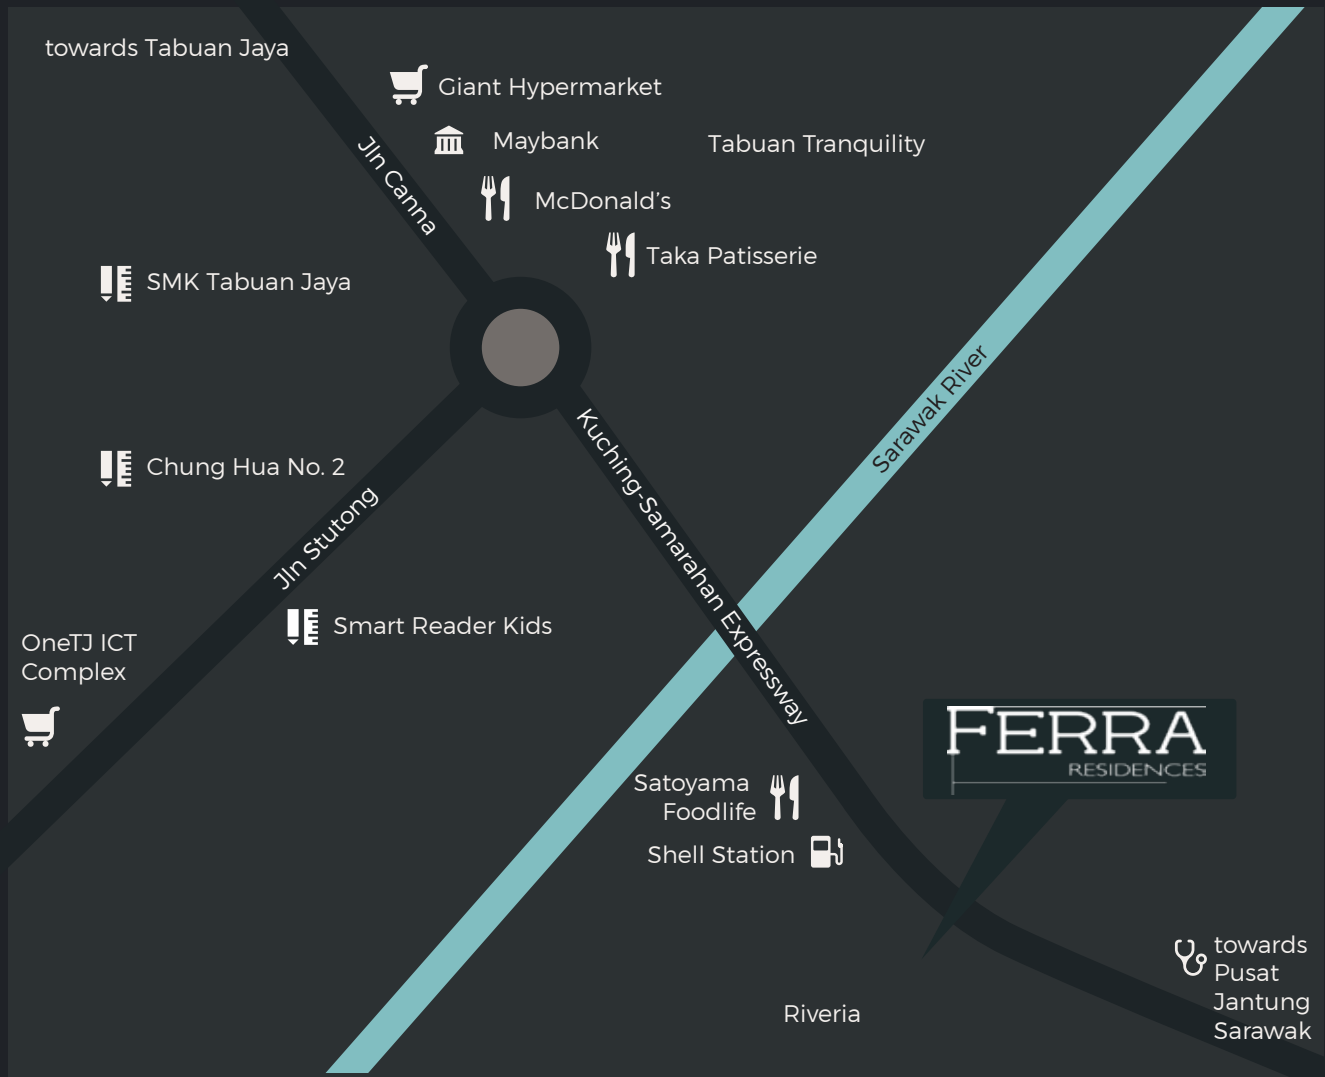 towards Tabuan Jaya
Giant Hypermarket
Maybank
Tabuan Tranquility
Jln Canna
McDonald’s
Taka Patisserie
SMK Tabuan Jaya
Sarawak River
Kuching-Samarahan Expressway
Chung Hua No. 2
Jln Stutong
Smart Reader Kids
OneTJ ICT
Complex
FERRA
RESIDENCES
Satoyama
Foodlife
Shell Station
towards
Pusat
Jantung
Sarawak
Riveria